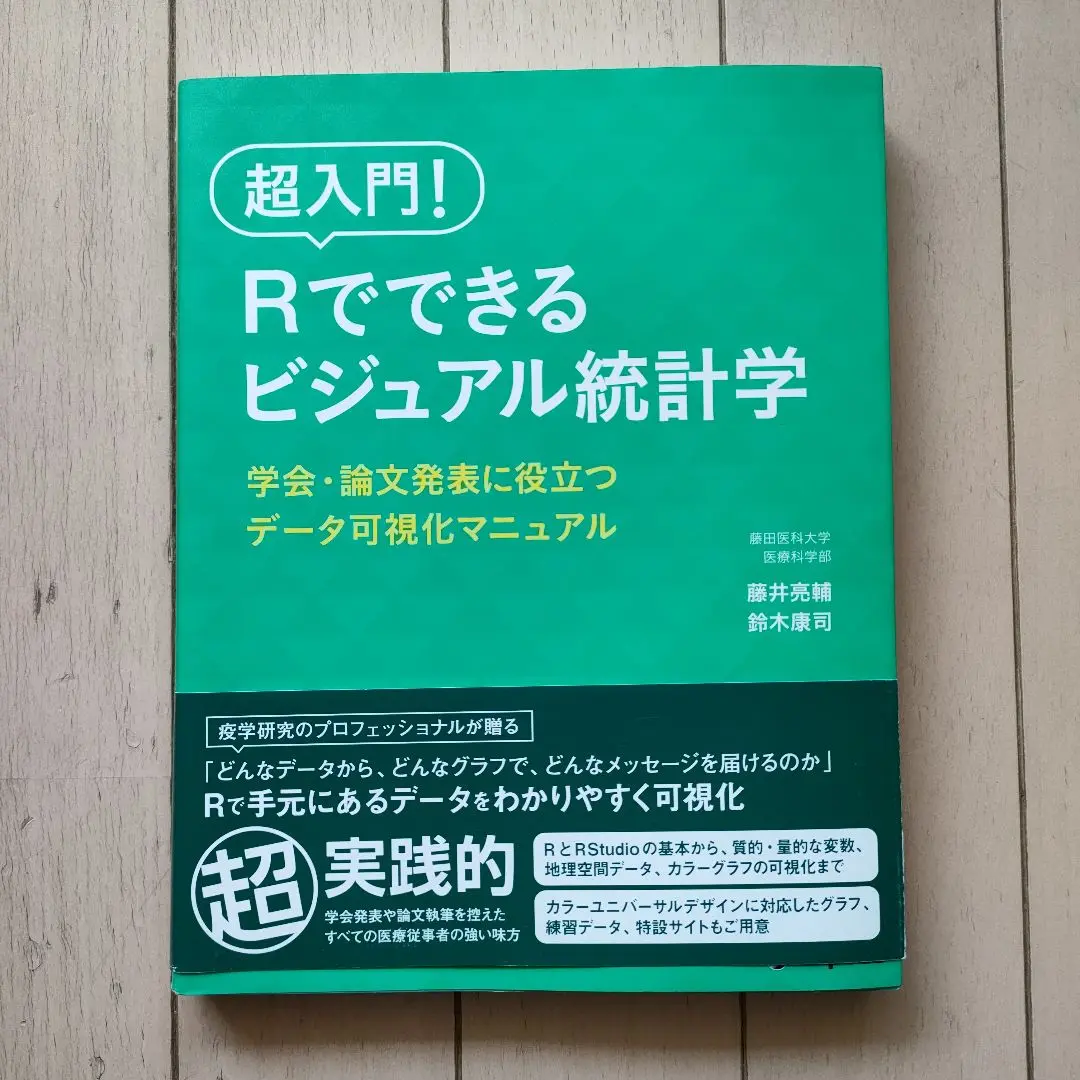 超入門!
Rでできる
ビジュアル統計学
学会・論文発表に役立つ
データ可視化マニュアル
藤田医科大学
医療科学部
藤井亮輔
鈴木康司
疫学研究のプロフェッショナルが贈る
「どんなデータから、どんなグラフで、どんなメッセージを届けるのか」
Rで手元にあるデータをわかりやすく可視化
超
実践的
学会発表や論文執筆を控えた
すべての医療従事者の強い味方
RとRStudioの基本から、質的・量的な変数、
地理空間データ、カラーグラフの可視化まで
カラーユニバーサルデザインに対応したグラフ、
練習データ、特設サイトもご用意